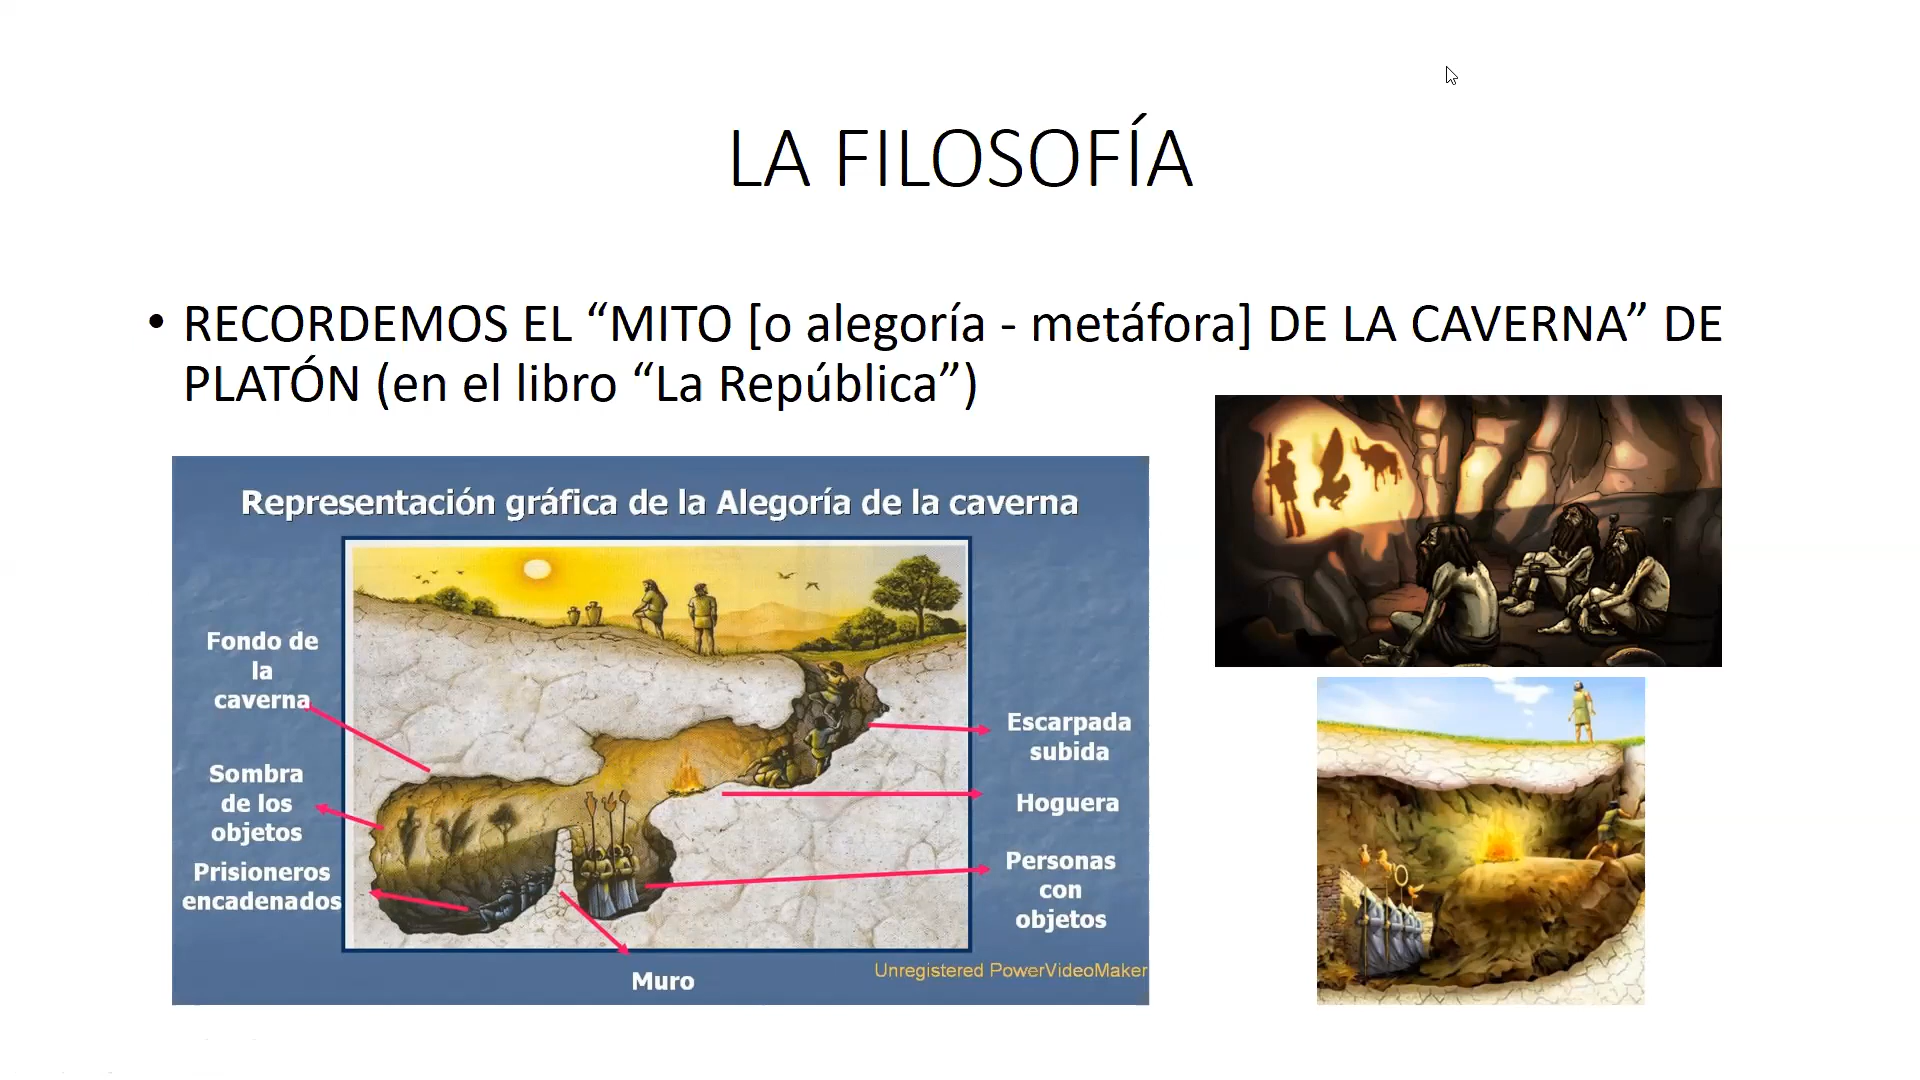 LA FILOSOFÍA
• RECORDEMOS EL “MITO [o alegoría - metáfora] DE LA CAVERNA” DE
PLATÓN (en el libro “La República”)
Representación gráfica de la Alegoría de la caverna
Fondo de
la
caverna
Sombra
de los
objetos
Prisioneros
encadenados
Muro
Escarpada
subida
Hoguera
Personas
con
objetos
Unregistered PowerVideoMaker